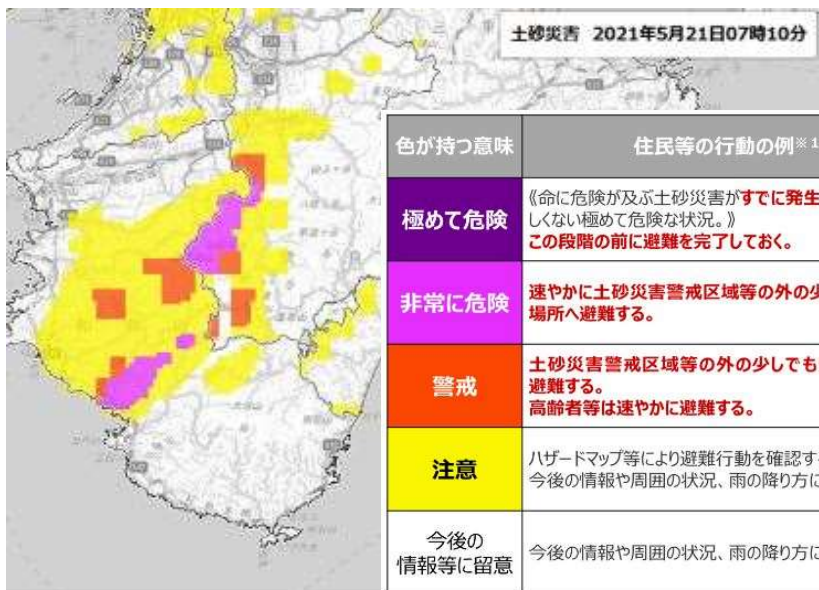 土砂災害 2021年5月21日07時10分
色が持つ意味
住民等の行動の例※1
極めて危険
《命に危険が及ぶ土砂災害がすでに発生
しくない極めて危険な状況。》
この段階の前に避難を完了しておく。
非常に危険
速やかに土砂災害警戒区域等の外の少
場所へ避難する。
警戒
土砂災害警戒区域等の外の少しでも
避難する。
高齢者等は速やかに避難する。
注意
ハザードマップ等により避難行動を確認す
今後の情報や周囲の状況、雨の降り方に
今後の
情報等に留意
今後の情報や周囲の状況、雨の降り方に